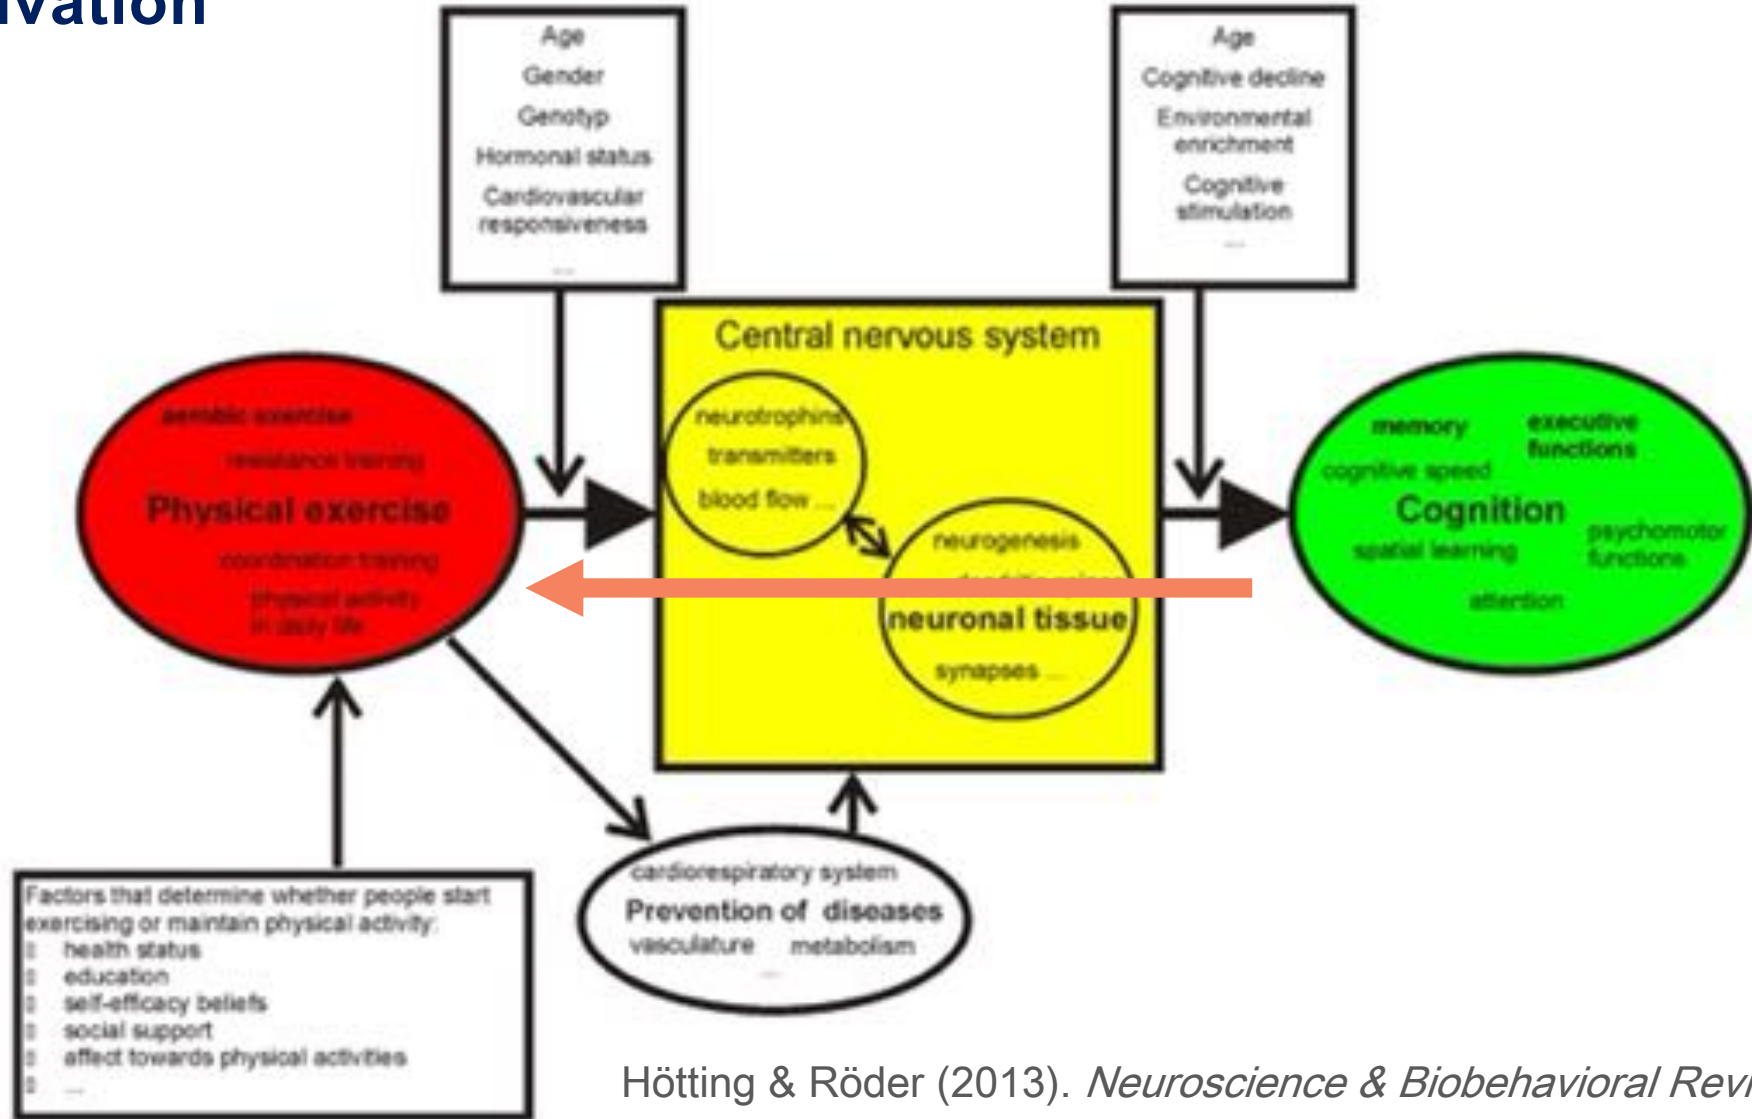 ivation
Age
Gender
Genotyp
Hormonal status
Cardiovascular
responsiveness
...
Age
Cognitive decline
Environmental
enrichment
Cognitive
stimulation
...
Central nervous system
neurotrophins
transmitters
blood flow ...
neurogenesis
neuronal tissue
synapses ...
aerobic exercise
resistance training
Physical exercise
coordination training
physical activity
in daily life
memory
executive
functions
cognitive speed
Cognition
psychomotor
functions
spatial learning
attention
cardiorespiratory system
Prevention of diseases
vasculature metabolism
...
Factors that determine whether people start
exercising or maintain physical activity:
health status
education
self-efficacy beliefs
social support
affect towards physical activities
...
Hötting & Röder (2013). Neuroscience & Biobehavioral Revi